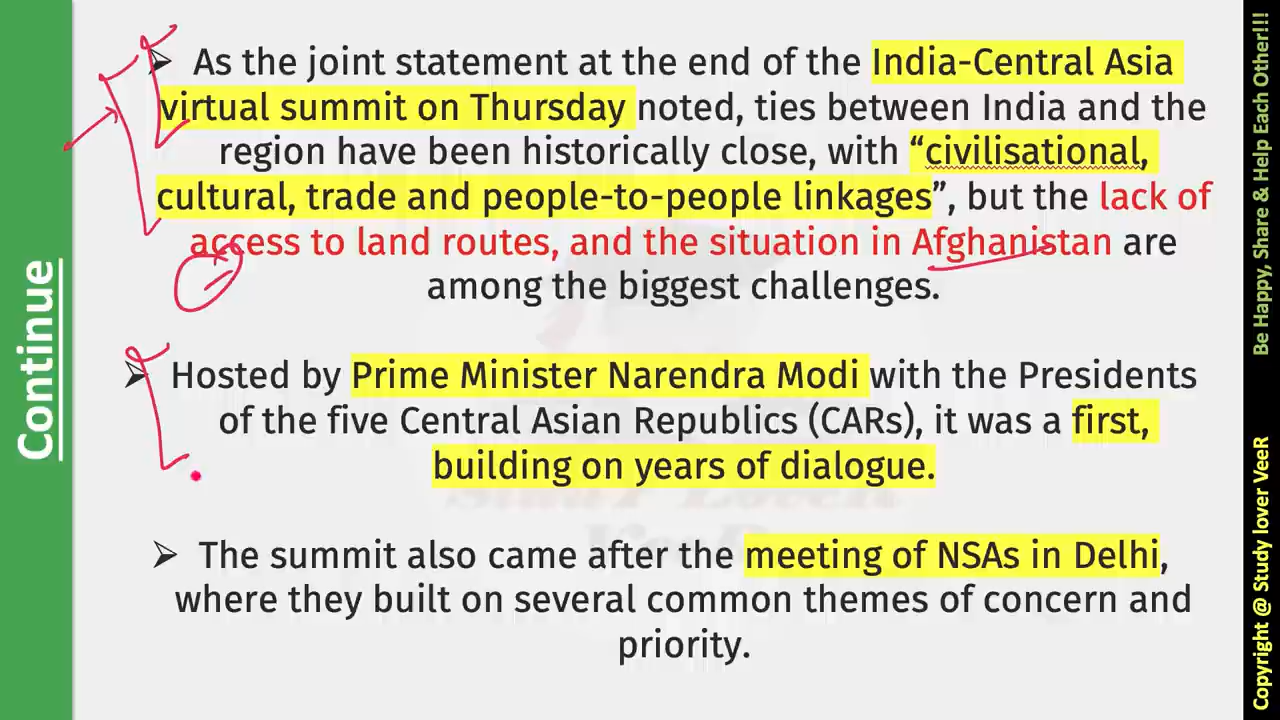 Continue
➤ As the joint statement at the end of the India-Central Asia
virtual summit on Thursday noted, ties between India and the
region have been historically close, with “civilisational,
cultural, trade and people-to-people linkages”, but the lack of
access to land routes, and the situation in Afghanistan are
among the biggest challenges.
➤ Hosted by Prime Minister Narendra Modi with the Presidents
of the five Central Asian Republics (CARs), it was a first,
building on years of dialogue.
➤ The summit also came after the meeting of NSAs in Delhi,
where they built on several common themes of concern and
priority.
Copyright @ Study lover VeeR
Be Happy, Share & Help Each Other!!!